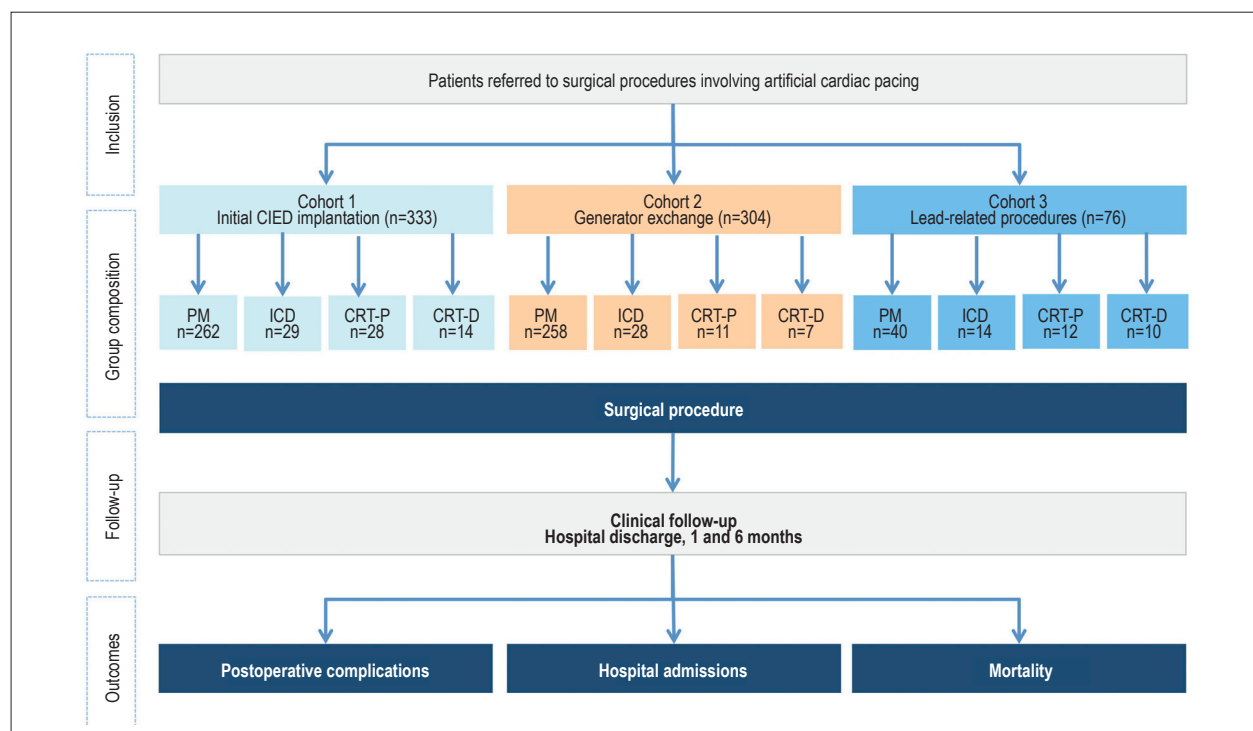 Inclusion
Patients referred to surgical procedures involving artificial cardiac pacing
Group composition
Cohort 1
Initial CIED implantation (n=333)
Cohort 2
Generator exchange (n=304)
Cohort 3
Lead-related procedures (n=76)
PM
n=262
ICD
n=29
CRT-P
n=28
CRT-D
n=14
PM
n=258
ICD
n=28
CRT-P
n=11
CRT-D
n=7
PM
n=40
ICD
n=14
CRT-P
n=12
CRT-D
n=10
Surgical procedure
Follow-up
Clinical follow-up
Hospital discharge, 1 and 6 months
Outcomes
Postoperative complications
Hospital admissions
Mortality